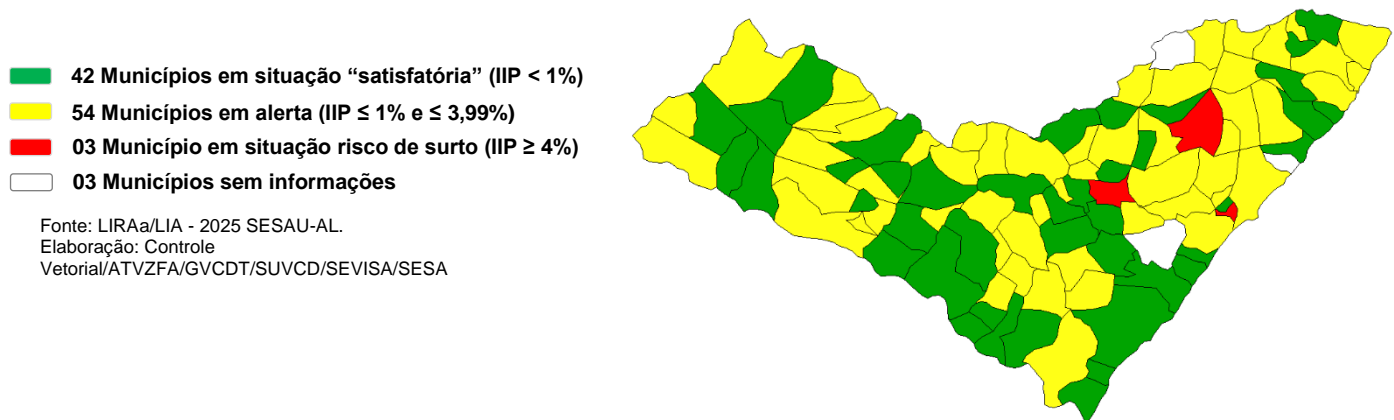 42 Municípios em situação “satisfatória” (IIP < 1%)
54 Municípios em alerta (IIP ≤ 1% e ≤ 3,99%)
03 Município em situação risco de surto (IIP ≥ 4%)
03 Municípios sem informações
Fonte: LIRAa/LIA - 2025 SESAU-AL.
Elaboração: Controle
Vetorial/ATVZFA/GVCDT/SUVCD/SEVISA/SESA